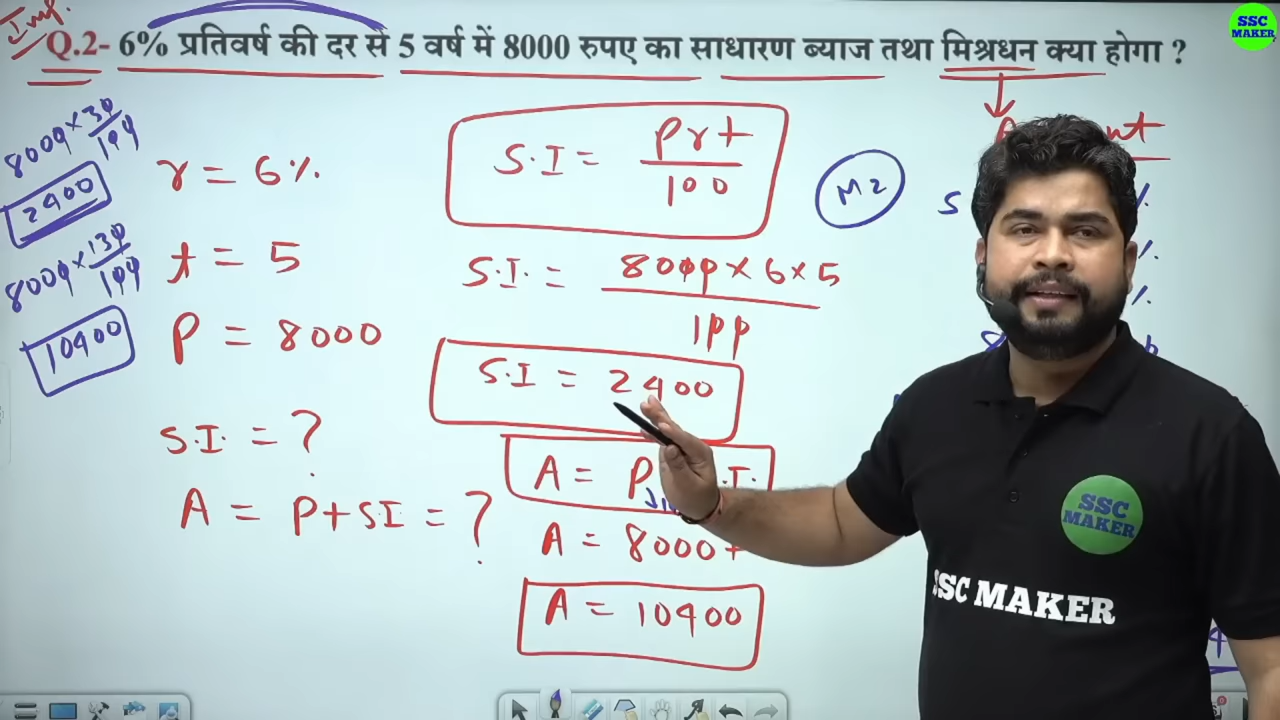 Imp.
Q.2- 6% प्रतिवर्ष की दर से 5 वर्ष में 8000 रुपए का साधारण ब्याज तथा मिश्रधन क्या होगा ?
SSC
MAKER
8000 × 30/100
2400
8000 × 130/100
10400
r = 6%
t = 5
P = 8000
S.I. = ?
A = P+SI = ?
S.I = Prt/100
S.I. = 8000 × 6 × 5/100
S.I = 2400
A = P
A = 8000+
A = 10400
M2
SSC
MAKER
SSC MAKER